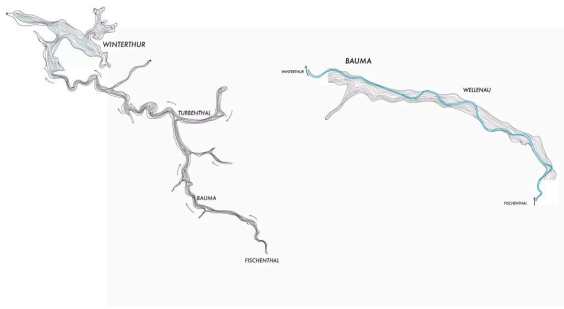 WINTERTHUR
TURBENTHAL
BAUMA
FISCHENTHAL
BAUMA
WINTERTHUR
WELLENAU
FISCHENTHAL